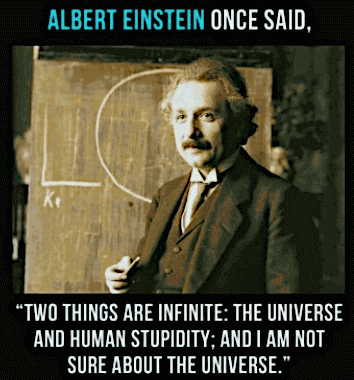 ALBERT EINSTEIN ONCE SAID,
K
“TWO THINGS ARE INFINITE: THE UNIVERSE
AND HUMAN STUPIDITY; AND I AM NOT
SURE ABOUT THE UNIVERSE.”